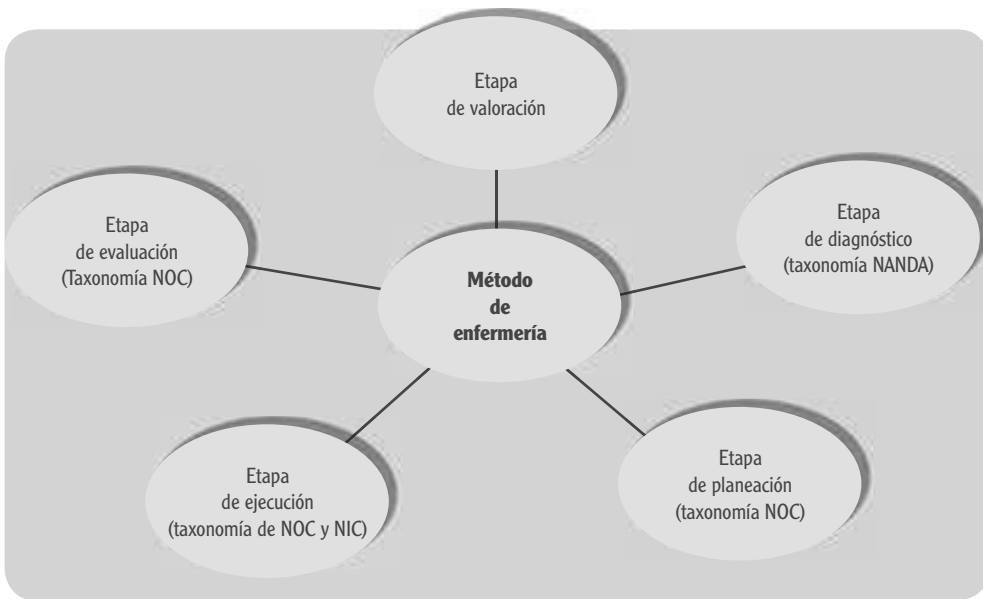 Etapa
de valoración
Etapa
de evaluación
(Taxonomía NOC)
Etapa
de diagnóstico
(taxonomía NANDA)
Método
de
enfermería
Etapa
de ejecución
(taxonomía de NOC y NIC)
Etapa
de planeación
(taxonomía NOC)